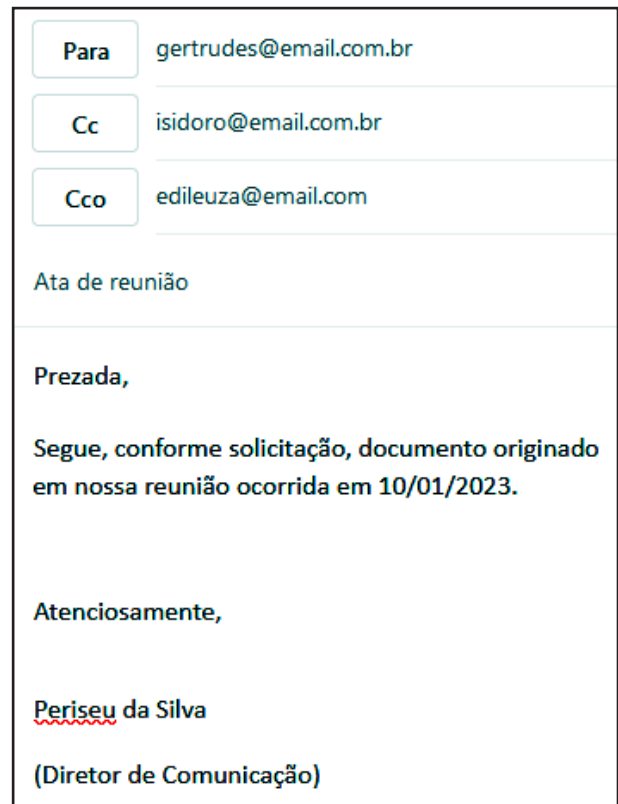 Para gertrudes@email.com.br
Cc isidoro@email.com.br
Cco edileuza@email.com
Ata de reunião
Prezada,
Segue, conforme solicitação, documento originado
em nossa reunião ocorrida em 10/01/2023.
Atenciosamente,
Periseu da Silva
(Diretor de Comunicação)